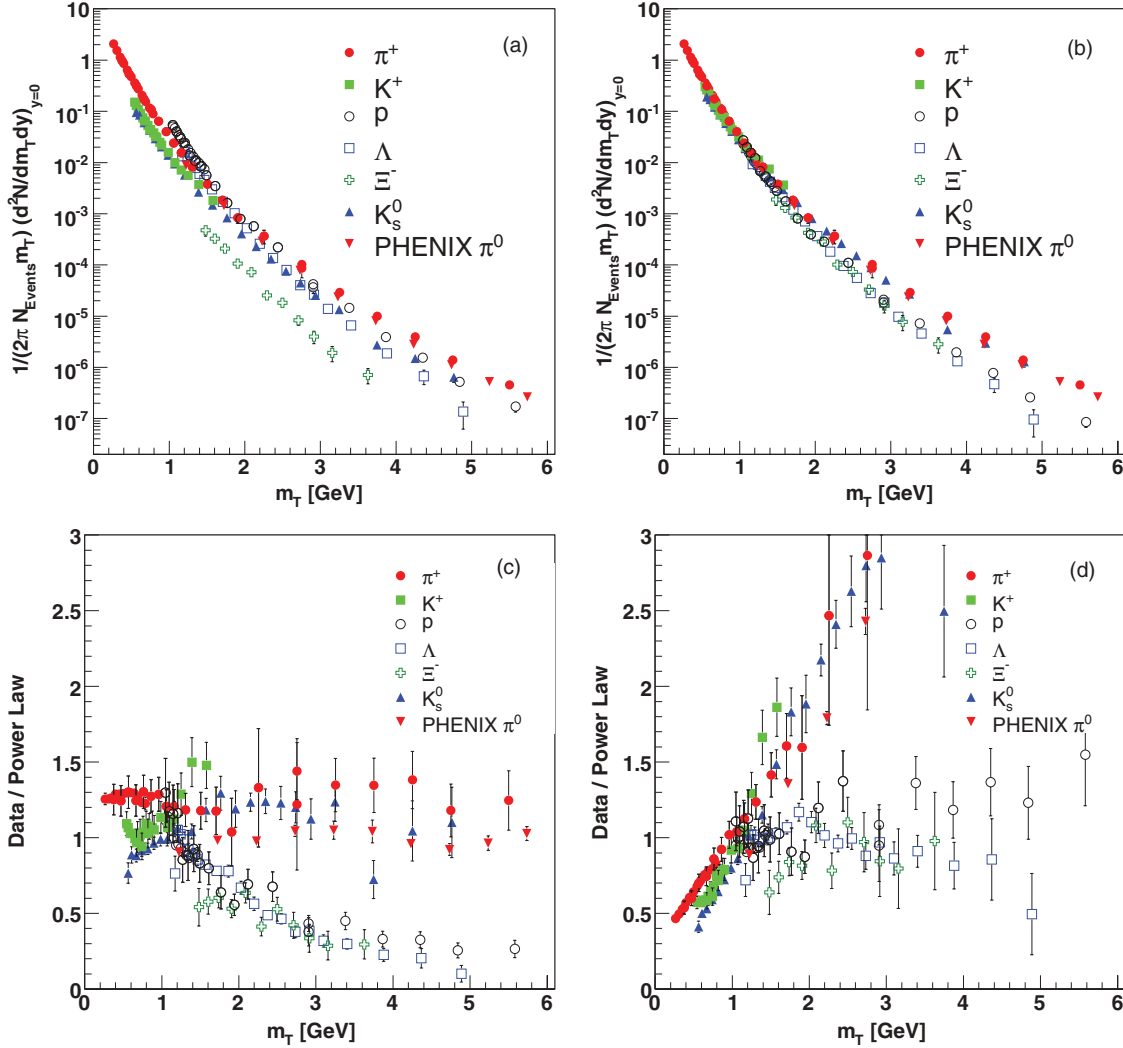 (a)
π⁺
K⁺
p
Λ
Ξ⁻
K⁰ₛ
PHENIX π⁰
1/(2π N_Events m_T) (d²N/dm_T dy)_y=0
1
10⁻¹
10⁻²
10⁻³
10⁻⁴
10⁻⁵
10⁻⁶
10⁻⁷
0 1 2 3 4 5 6
m_T [GeV]
(b)
π⁺
K⁺
p
Λ
Ξ⁻
K⁰ₛ
PHENIX π⁰
1/(2π N_Events m_T) (d²N/dm_T dy)_y=0
1
10⁻¹
10⁻²
10⁻³
10⁻⁴
10⁻⁵
10⁻⁶
10⁻⁷
0 1 2 3 4 5 6
m_T [GeV]
(c)
π⁺
K⁺
p
Λ
Ξ⁻
K⁰ₛ
PHENIX π⁰
Data / Power Law
3
2.5
2
1.5
1
0.5
0
0 1 2 3 4 5 6
m_T [GeV]
(d)
π⁺
K⁺
p
Λ
Ξ⁻
K⁰ₛ
PHENIX π⁰
Data / Power Law
3
2.5
2
1.5
1
0.5
0
0 1 2 3 4 5 6
m_T [GeV]